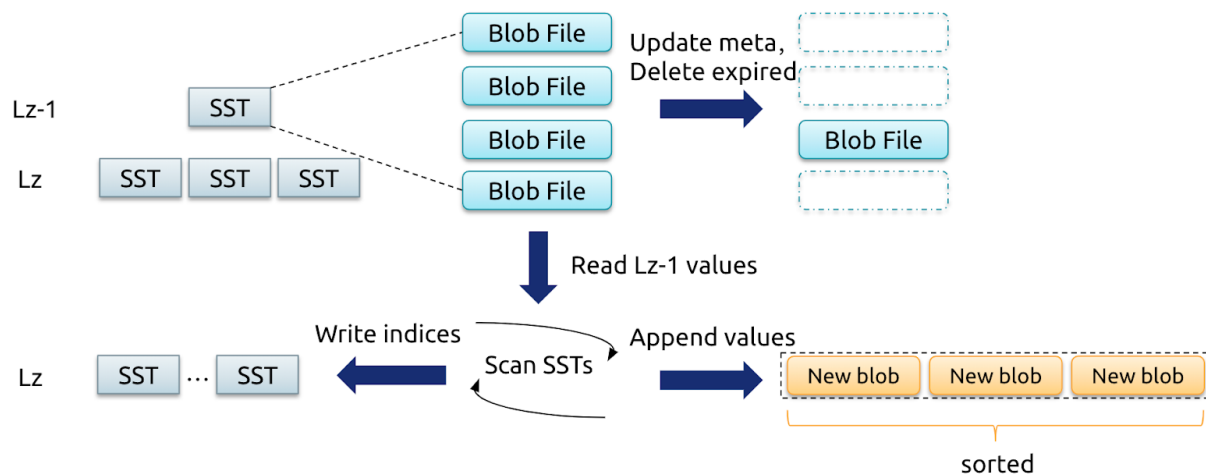 Blob File
Update meta,
Delete expired
Blob File
Lz-1
SST
Blob File
Blob File
Lz
SST
SST
SST
Blob File
Read Lz-1 values
Write indices
Append values
Lz
SST
...
SST
Scan SSTs
New blob
New blob
New blob
sorted